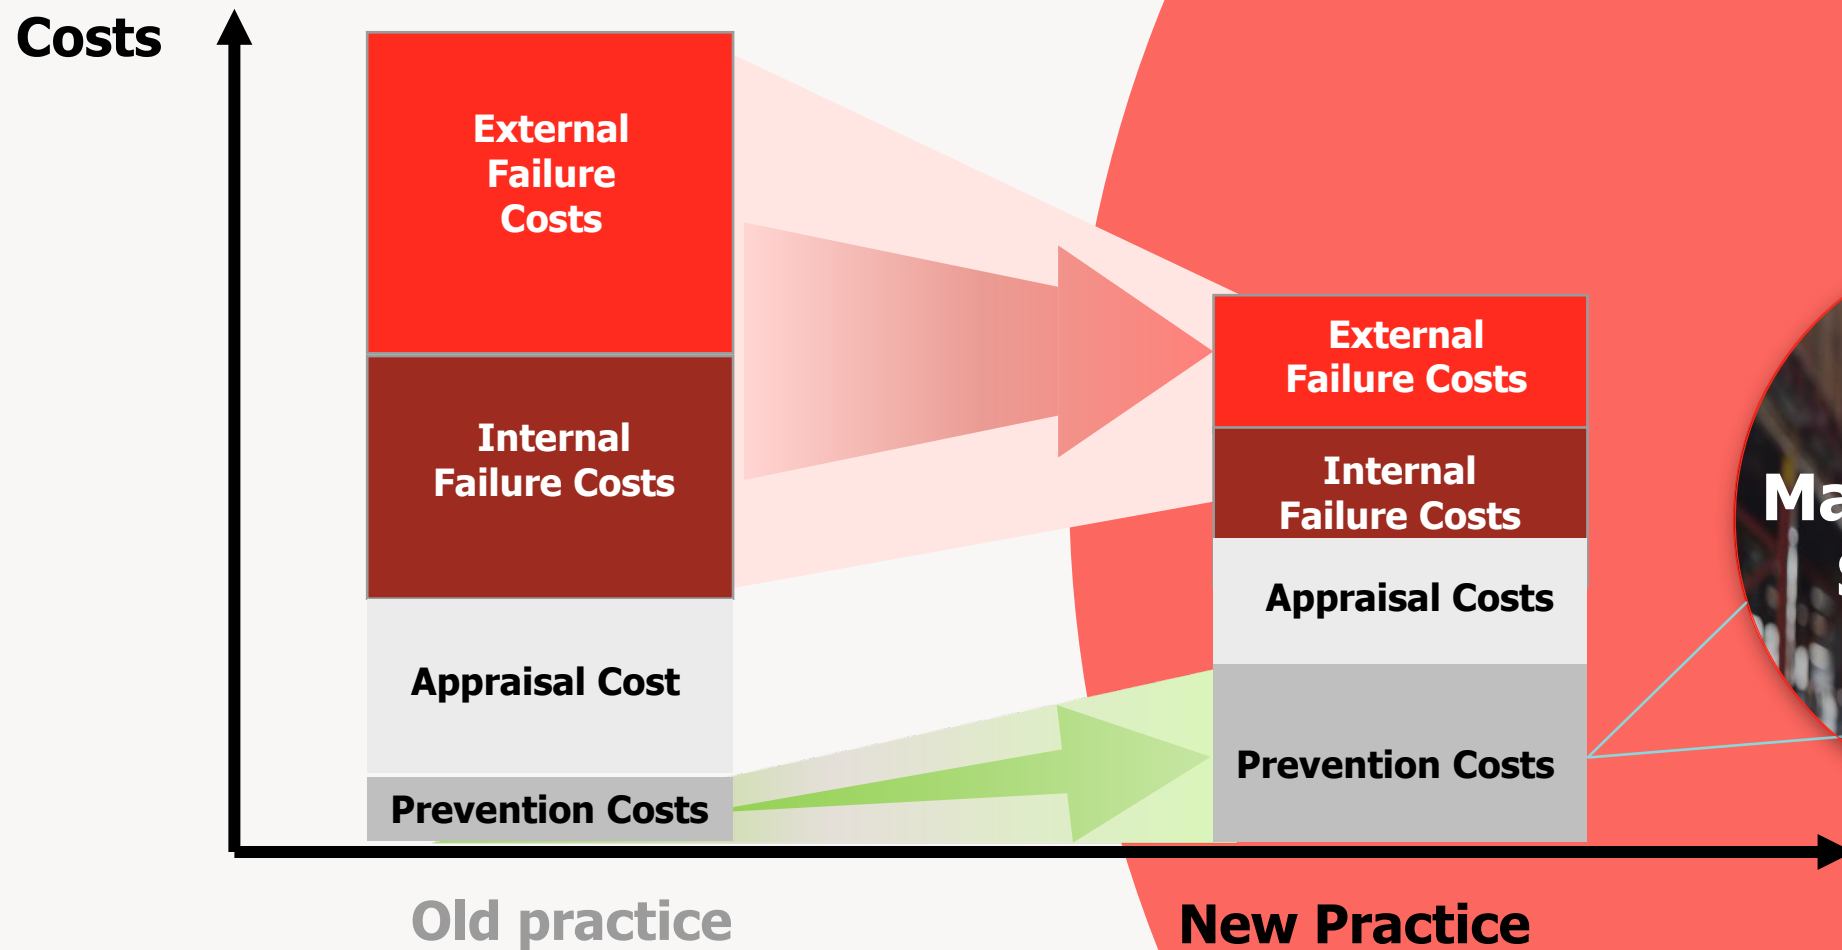 Costs
External
Failure
Costs
Internal
Failure Costs
Appraisal Cost
Prevention Costs
External
Failure Costs
Internal
Failure Costs
Appraisal Costs
Prevention Costs
Old practice
New Practice